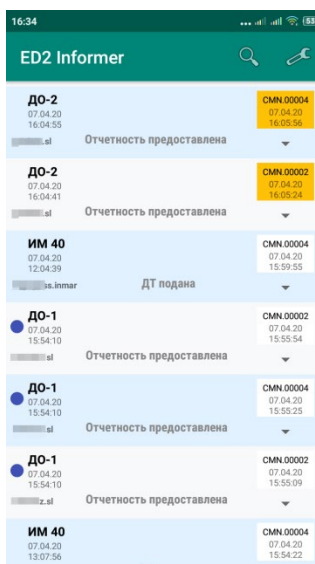 16:34
53
ED2 Informer
ДО-2
07.04.20
16:04:55
.sl
Отчетность предоставлена
CMN.00004
07.04.20
16:05:56
ДО-2
07.04.20
16:04:41
.sl
Отчетность предоставлена
CMN.00002
07.04.20
16:05:24
ИМ 40
07.04.20
12:04:39
ss.inmar
ДТ подана
CMN.00004
07.04.20
15:59:55
ДО-1
07.04.20
15:54:10
sl
Отчетность предоставлена
CMN.00002
07.04.20
15:55:54
ДО-1
07.04.20
15:54:10
sl
Отчетность предоставлена
CMN.00004
07.04.20
15:55:25
ДО-1
07.04.20
15:54:10
z.sl
Отчетность предоставлена
CMN.00002
07.04.20
15:55:09
ИМ 40
07.04.20
13:07:56
CMN.00004
07.04.20
15:54:22